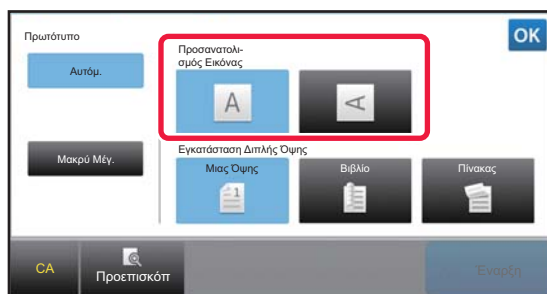 Πρωτότυπο
Αυτόμ.
Μακρύ Μέγ.
Προσανατολι-
σμός Εικόνας
OK
A
A
Εγκατάσταση Διπλής Όψης
Μιας Όψης
1
Βιβλίο
Πίνακας
CA
Προεπισκόπ
Έναρξη